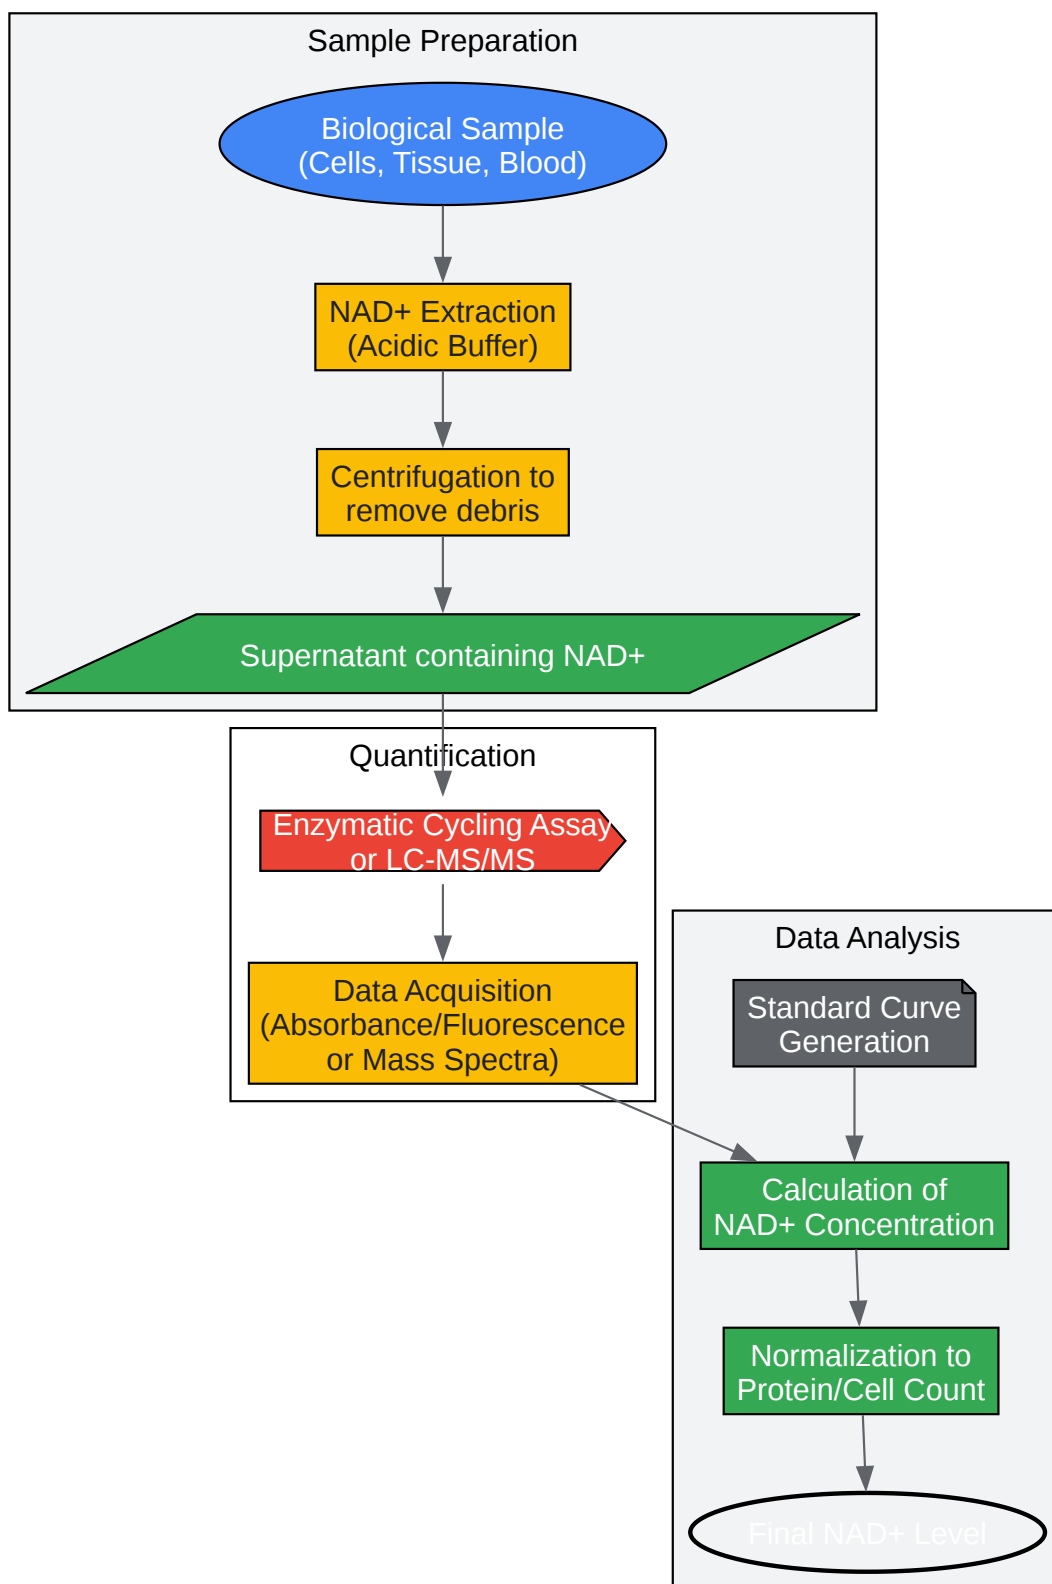 Sample Preparation
Biological Sample
(Cells, Tissue, Blood)
NAD+ Extraction
(Acidic Buffer)
Centrifugation to
remove debris
Supernatant containing NAD+
Quantification
Enzymatic Cycling Assay
or LC-MS/MS
Data Acquisition
(Absorbance/Fluorescence
or Mass Spectra)
Data Analysis
Standard Curve
Generation
Calculation of
NAD+ Concentration
Normalization to
Protein/Cell Count
Final NAD+ Level